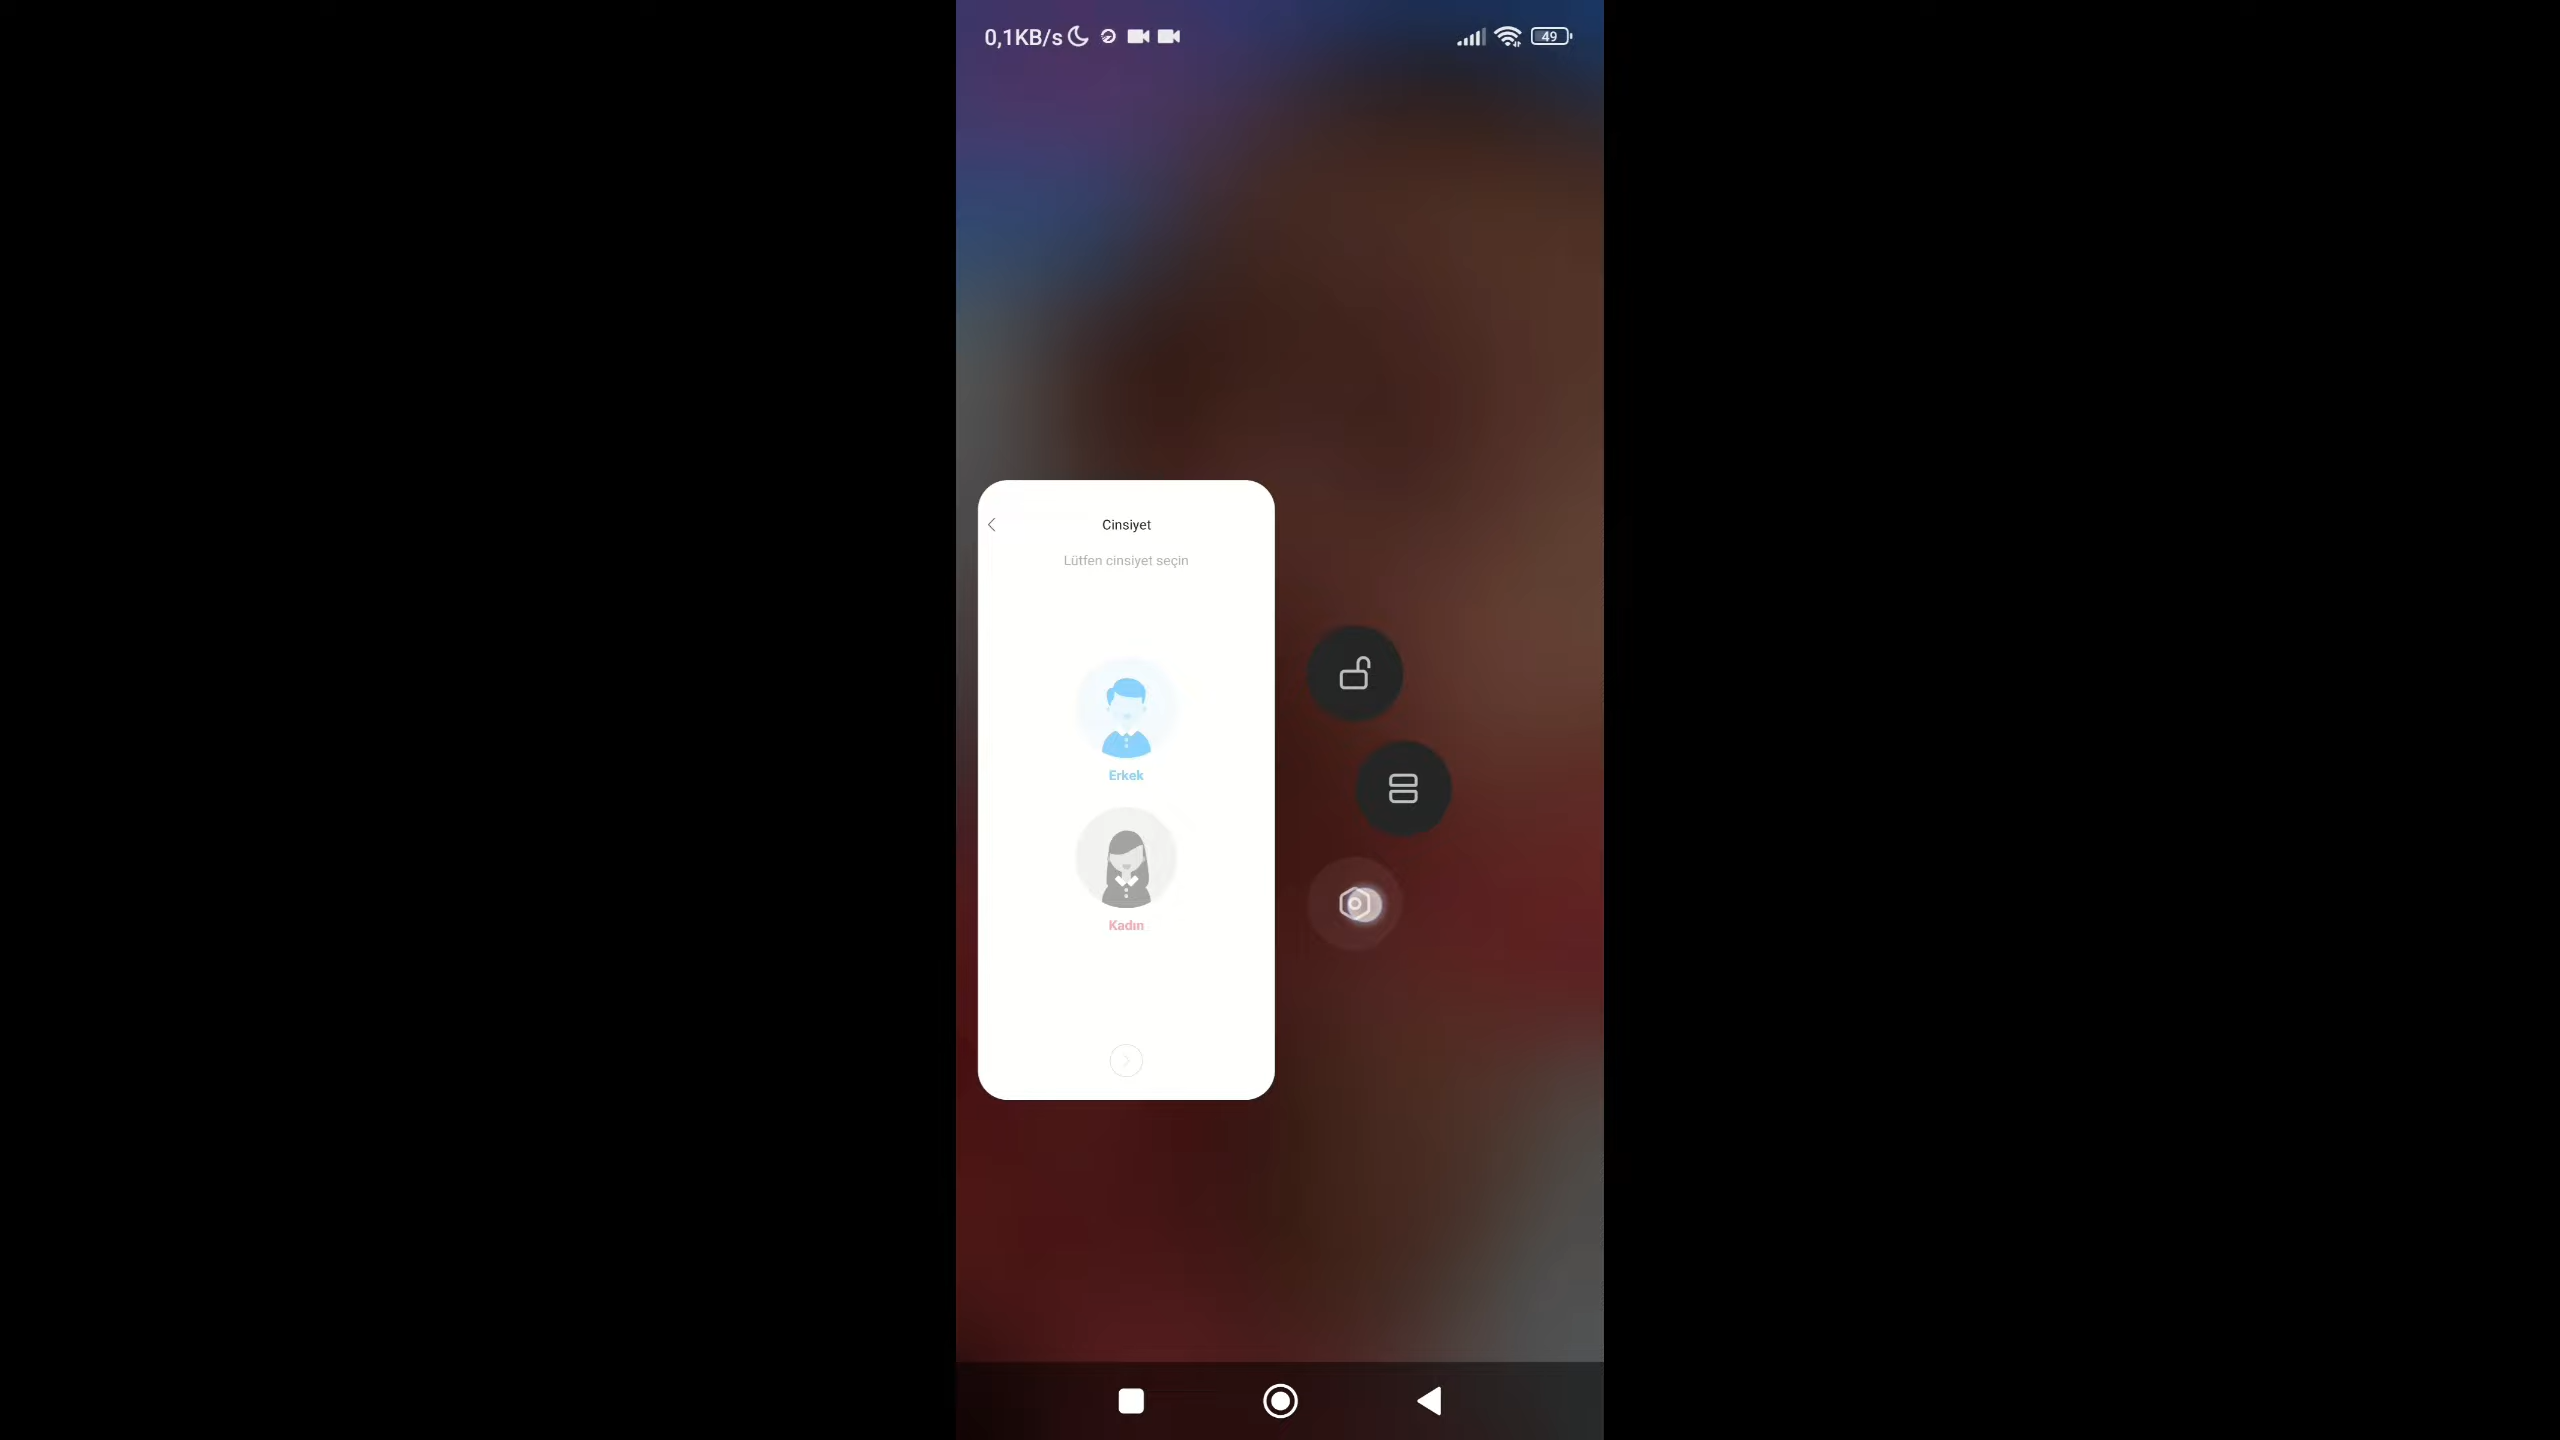 0,1KB/s
49
Cinsiyet
Lütfen cinsiyet seçin
Erkek
Kadın